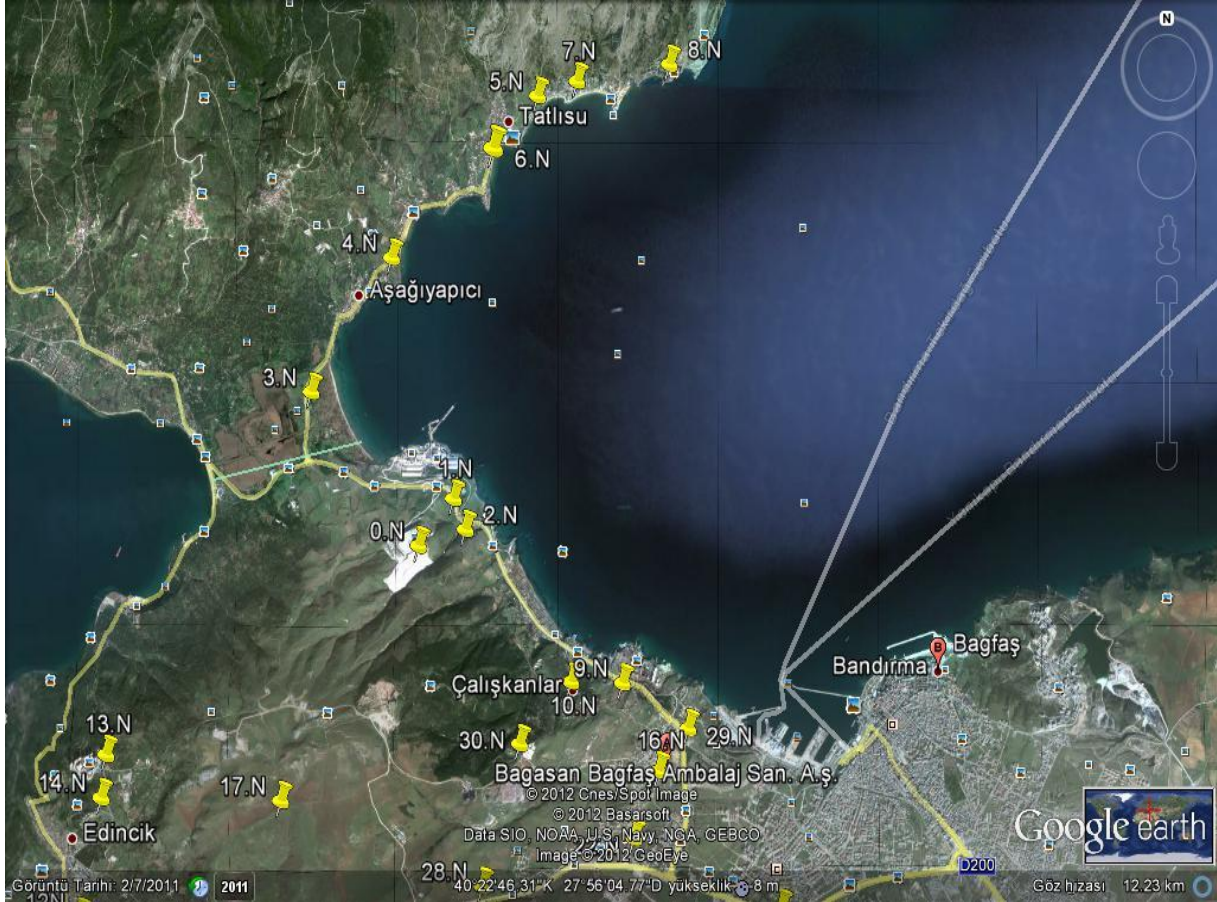 N
7.N
8.N
5.N
Tatlısu
6.N
4.N
Aşağıyapıcı
3.N
1.N
2.N
0.N
B
Bagfaş
Bandırma
9.N
Çalışkanlar
10.N
13.N
30.N
16.N
29.N
14.N
17.N
Bagasan Bagfaş Ambalaj San. A.ş.
© 2012 Cnes/Spot Image
© 2012 Basarsoft
Data SIO, NOAA, U.S. Navy, NGA, GEBCO
Image © 2012 GeoEye
Edincik
Google earth
D200
28.N
Görüntü Tarihi: 2/7/2011
2011
40°22'46.31"K 27°56'04.77"D yükseklik -8 m
Göz hizası 12.23 km